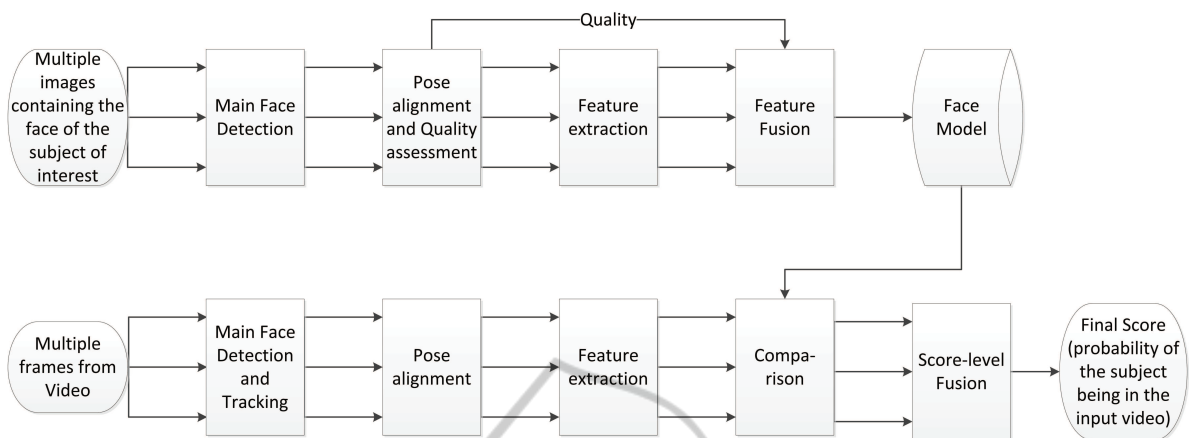 Quality
Multiple
images
containing the
face of the
subject of
interest
Main Face
Detection
Pose
alignment
and Quality
assessment
Feature
extraction
Feature
Fusion
Face
Model
Multiple
frames from
Video
Main Face
Detection
and
Tracking
Pose
alignment
Feature
extraction
Compa-
rison
Score-level
Fusion
Final Score
(probability of
the subject
being in the
input video)